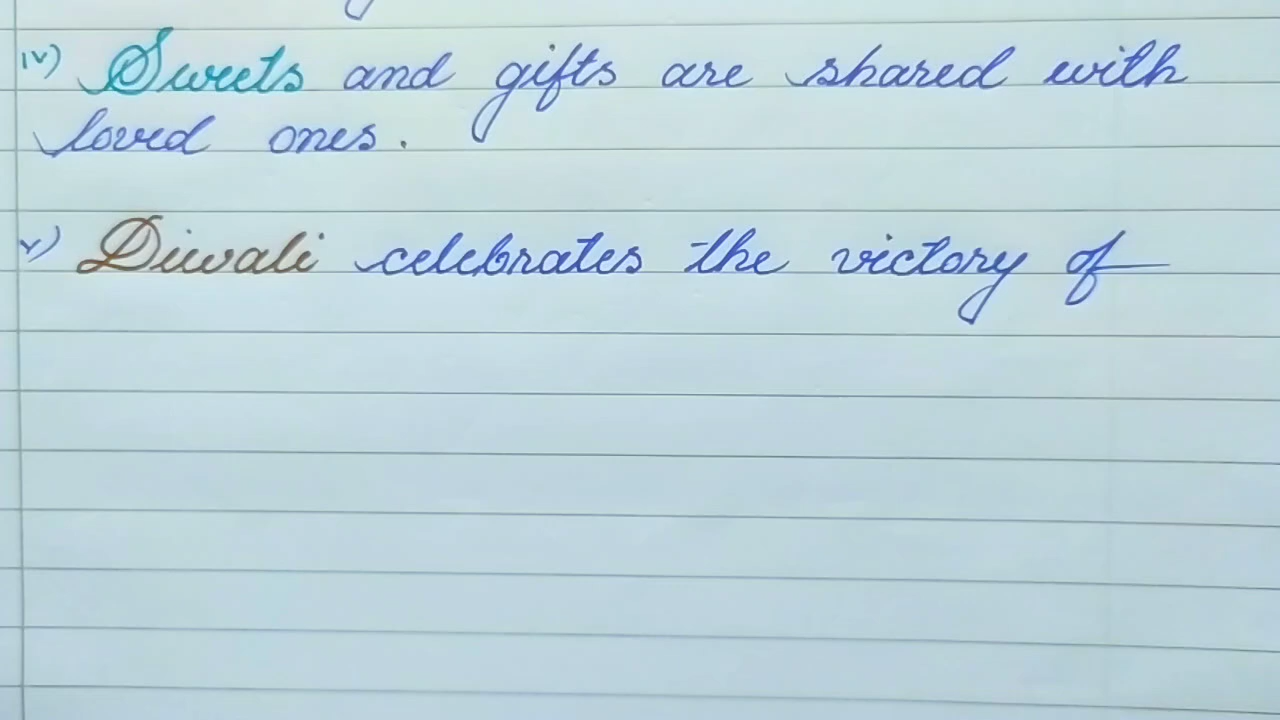 iv) Sweets and gifts are shared with
loved ones.
v) Diwali celebrates the victory of